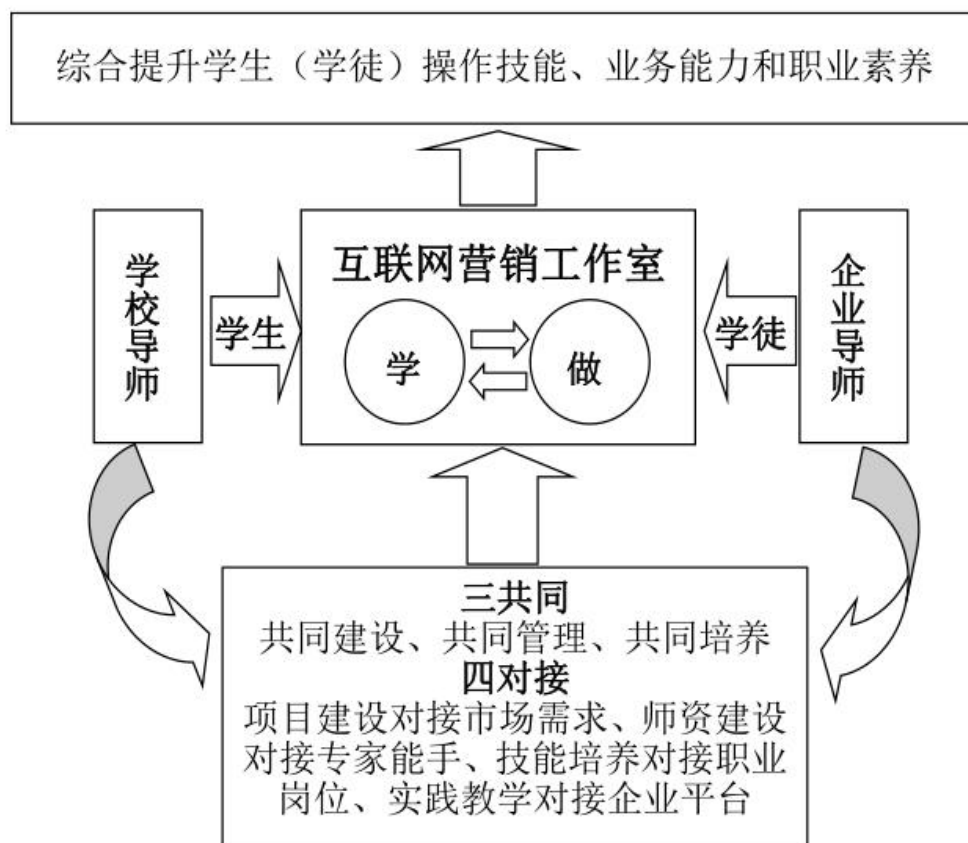 综合提升学生（学徒）操作技能、业务能力和职业素养
学校导师
学生
互联网营销工作室
学
做
学徒
企业导师
三共同
共同建设、共同管理、共同培养
四对接
项目建设对接市场需求、师资建设
对接专家能手、技能培养对接职业
岗位、实践教学对接企业平台